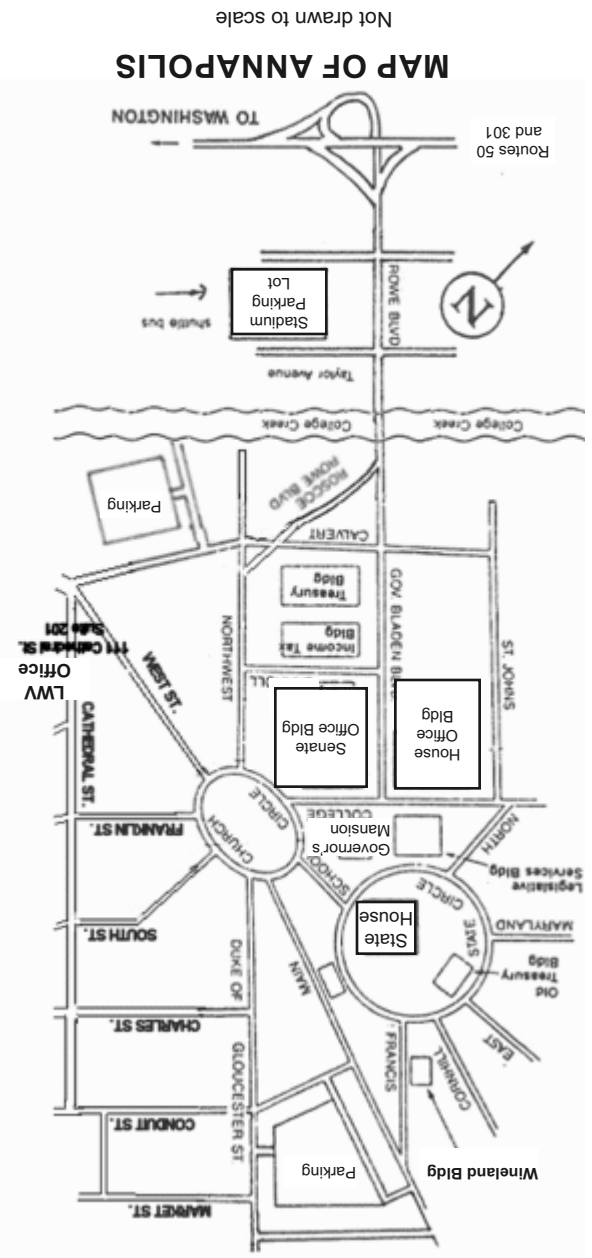 MARKET ST.
Parking
Wineland Bldg
CONDUIT ST.
GLOUCESTER ST.
CORNHILL
FRANCIS
EAST
CHARLES ST.
Old
Treasury
Bldg
MAIN
DUKE OF
MARYLAND
STATE
CIRCLE
State
House
SOUTH ST.
Legislative
Services Bldg
NORTH
SCHOO
Governor's
Mansion
COLLEGE
CHURCH
CIRCLE
FRANKLIN ST.
CATHEDRAL ST.
House
Office
Bldg
Senate
Office Bldg
ST. JOHNS
GOV. BLADEN B
LL
NORTHWEST
WEST ST.
LWV
Office
111 Cathedral St.
Suite 201
Income Tax
Bldg
Treasury
Bldg
CALVERT
ROSCOE
ROWE BLVD
Parking
College Creek
College Creek
Taylor Avenue
ROWE BLVD
Stadium
Parking
Lot
shuttle bus
N
Routes 50
and 301
TO WASHINGTON
MAP OF ANNAPOLIS
Not drawn to scale